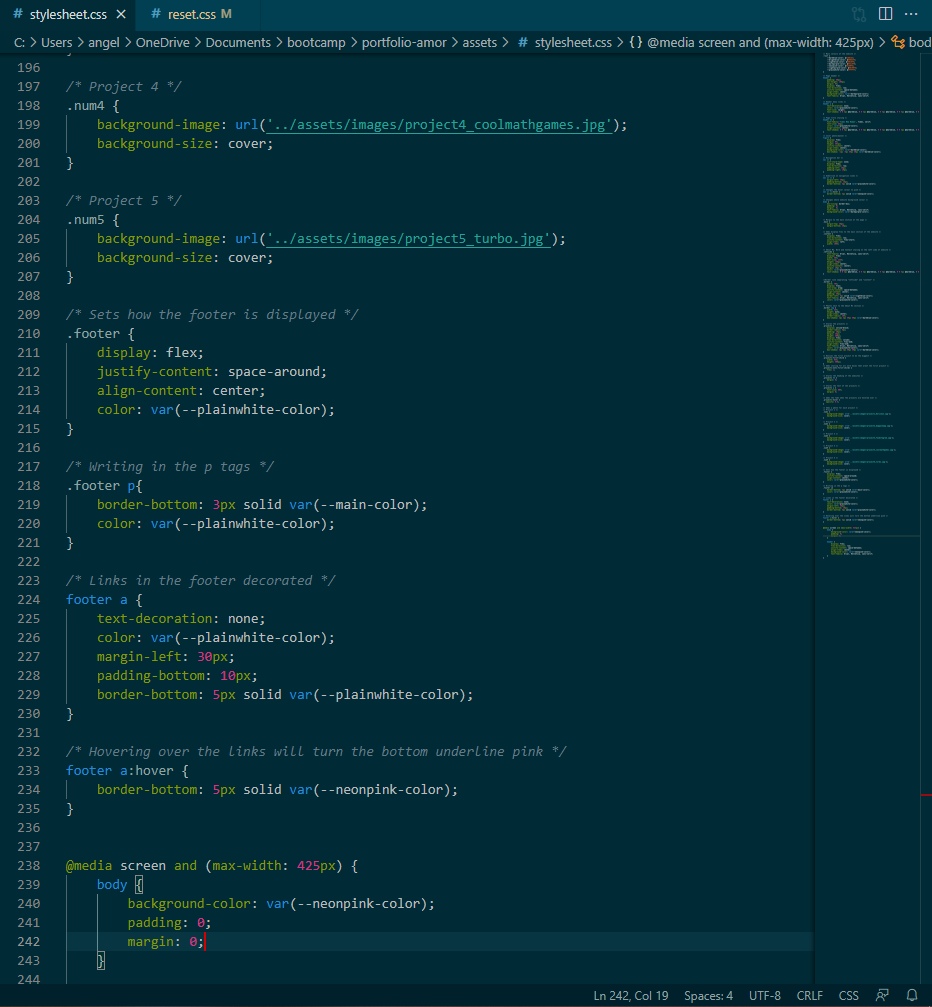 # stylesheet.css ×
# reset.css M
C: > Users > angel > OneDrive > Documents > bootcamp > portfolio-amor > assets > # stylesheet.css > {} @media screen and (max-width: 425px) > bod
196
197 /* Project 4 */
198 .num4 {
199 background-image: url('../assets/images/project4_coolmathgames.jpg');
200 background-size: cover;
201 }
202
203 /* Project 5 */
204 .num5 {
205 background-image: url('../assets/images/project5_turbo.jpg');
206 background-size: cover;
207 }
208
209 /* Sets how the footer is displayed */
210 .footer {
211 display: flex;
212 justify-content: space-around;
213 align-content: center;
214 color: var(--plainwhite-color);
215 }
216
217 /* Writing in the p tags */
218 .footer p{
219 border-bottom: 3px solid var(--main-color);
220 color: var(--plainwhite-color);
221 }
222
223 /* Links in the footer decorated */
224 footer a {
225 text-decoration: none;
226 color: var(--plainwhite-color);
227 margin-left: 30px;
228 padding-bottom: 10px;
229 border-bottom: 5px solid var(--plainwhite-color);
230 }
231
232 /* Hovering over the links will turn the bottom underline pink */
233 footer a:hover {
234 border-bottom: 5px solid var(--neonpink-color);
235 }
236
237
238 @media screen and (max-width: 425px) {
239 body {
240 background-color: var(--neonpink-color);
241 padding: 0;
242 margin: 0;
243 }
244
Ln 242, Col 19 Spaces: 4 UTF-8 CRLF CSS